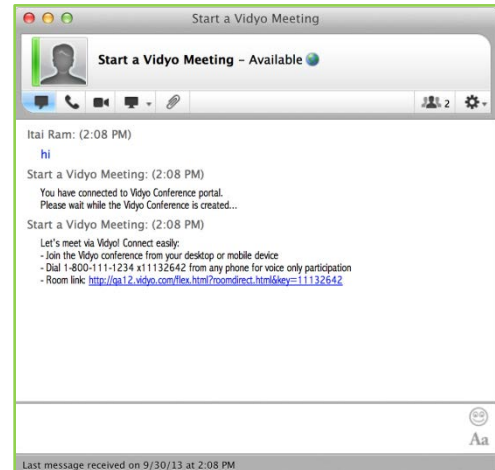 Start a Vidyo Meeting
Start a Vidyo Meeting – Available
2
Itai Ram: (2:08 PM)
hi
Start a Vidyo Meeting: (2:08 PM)
You have connected to Vidyo Conference portal.
Please wait while the Vidyo Conference is created...
Start a Vidyo Meeting: (2:08 PM)
Let's meet via Vidyo! Connect easily:
- Join the Vidyo conference from your desktop or mobile device
- Dial 1-800-111-1234 x11132642 from any phone for voice only participation
- Room link: http://qa12.vidyo.com/flex.html?roomdirect.html&key=11132642
Aa
Last message received on 9/30/13 at 2:08 PM